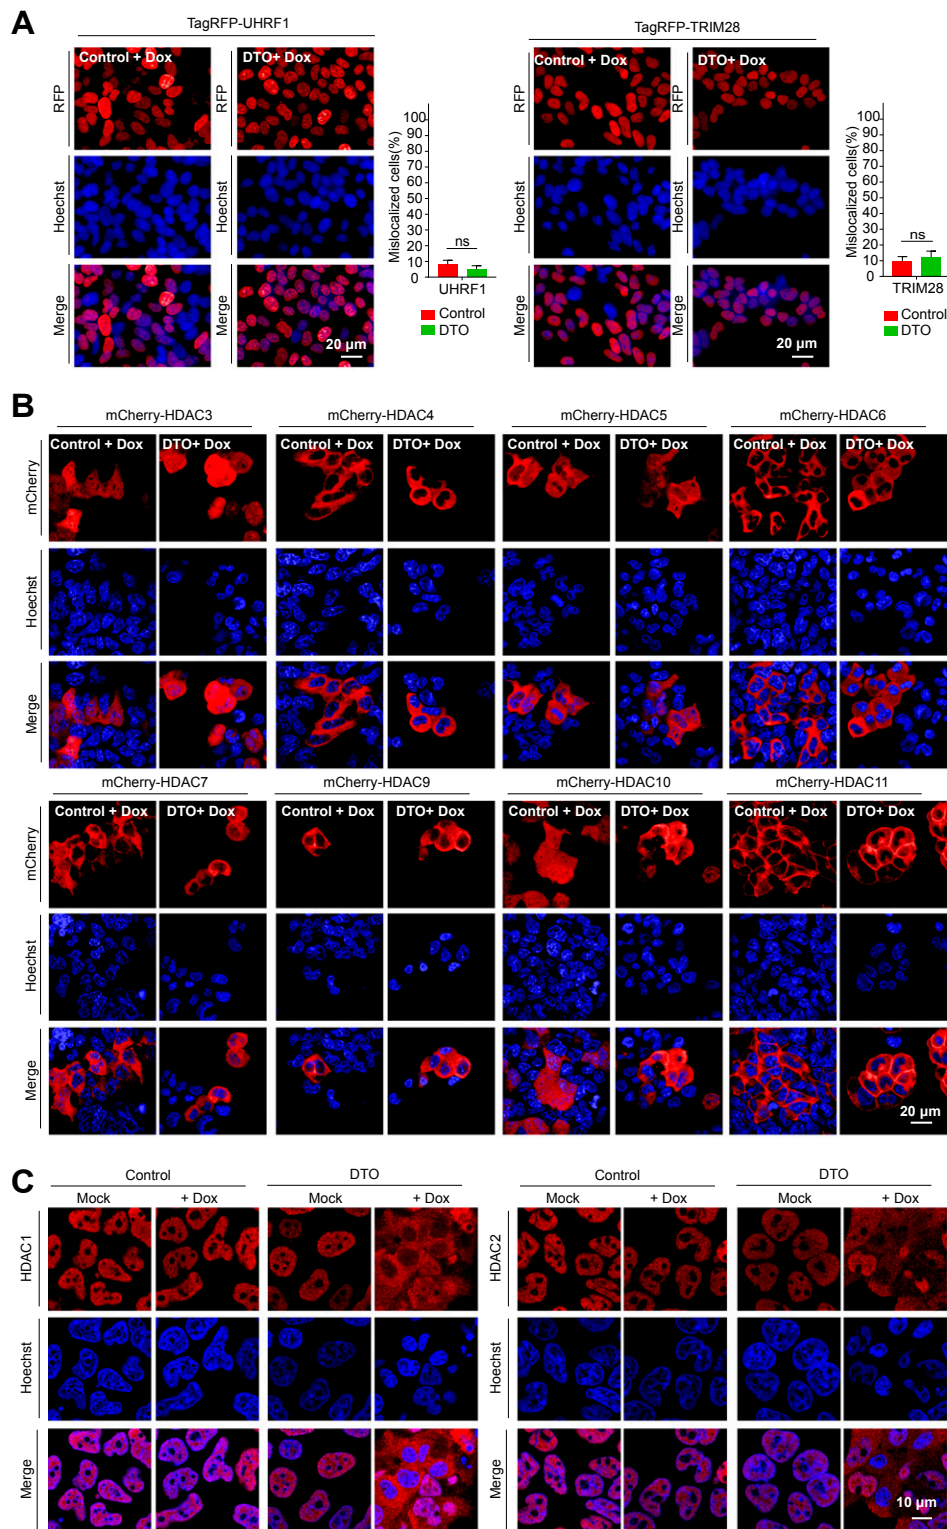 A
TagRFP-UHRF1
TagRFP-TRIM28
Control + Dox
DTO+ Dox
Control + Dox
DTO+ Dox
RFP
RFP
RFP
RFP
Hoechst
Hoechst
Hoechst
Hoechst
Merge
Merge
Merge
Merge
20 μm
20 μm
Mislocalized cells(%)
100
90
80
70
60
50
40
30
20
10
0
ns
UHRF1
Control
DTO
Mislocalized cells(%)
100
90
80
70
60
50
40
30
20
10
0
ns
TRIM28
Control
DTO
B
mCherry-HDAC3
mCherry-HDAC4
mCherry-HDAC5
mCherry-HDAC6
Control + Dox
DTO+ Dox
Control + Dox
DTO+ Dox
Control + Dox
DTO+ Dox
Control + Dox
DTO+ Dox
mCherry
Hoechst
Merge
mCherry-HDAC7
mCherry-HDAC9
mCherry-HDAC10
mCherry-HDAC11
Control + Dox
DTO+ Dox
Control + Dox
DTO+ Dox
Control + Dox
DTO+ Dox
Control + Dox
DTO+ Dox
mCherry
Hoechst
Merge
20 μm
C
Control
DTO
Control
DTO
Mock
+ Dox
Mock
+ Dox
Mock
+ Dox
Mock
+ Dox
HDAC1
HDAC2
Hoechst
Hoechst
Merge
Merge
10 μm